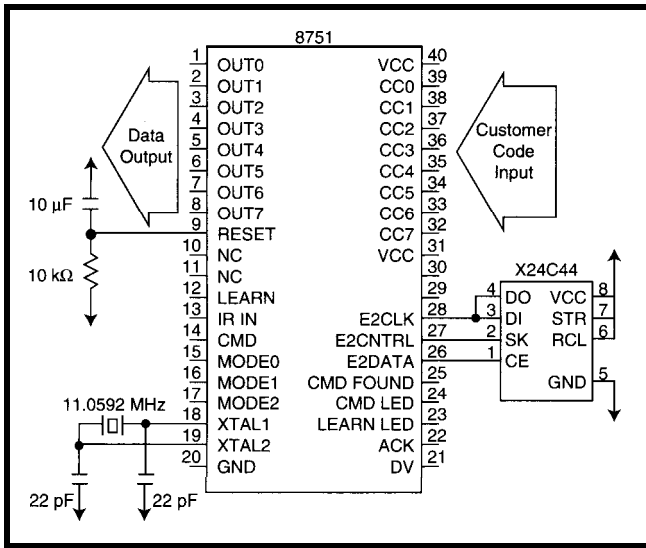 8751
1 OUT0 VCC 40
2 OUT1 CC0 39
3 OUT2 CC1 38
4 OUT3 CC2 37
5 OUT4 CC3 36
6 OUT5 CC4 35
7 OUT6 CC5 34
8 OUT7 CC6 33
9 RESET CC7 32
10 NC VCC 31
11 NC 30
12 LEARN 29
13 IR IN E2CLK 28
14 CMD E2CNTRL 27
15 MODE0 E2DATA 26
16 MODE1 CMD FOUND 25
17 MODE2 CMD LED 24
18 XTAL1 LEARN LED 23
19 XTAL2 ACK 22
20 GND DV 21
Data
Output
Customer
Code
Input
10 µF
10 kΩ
11.0592 MHz
22 pF
22 pF
X24C44
4 DO VCC 8
3 DI STR 7
2 SK RCL 6
1 CE
GND 5